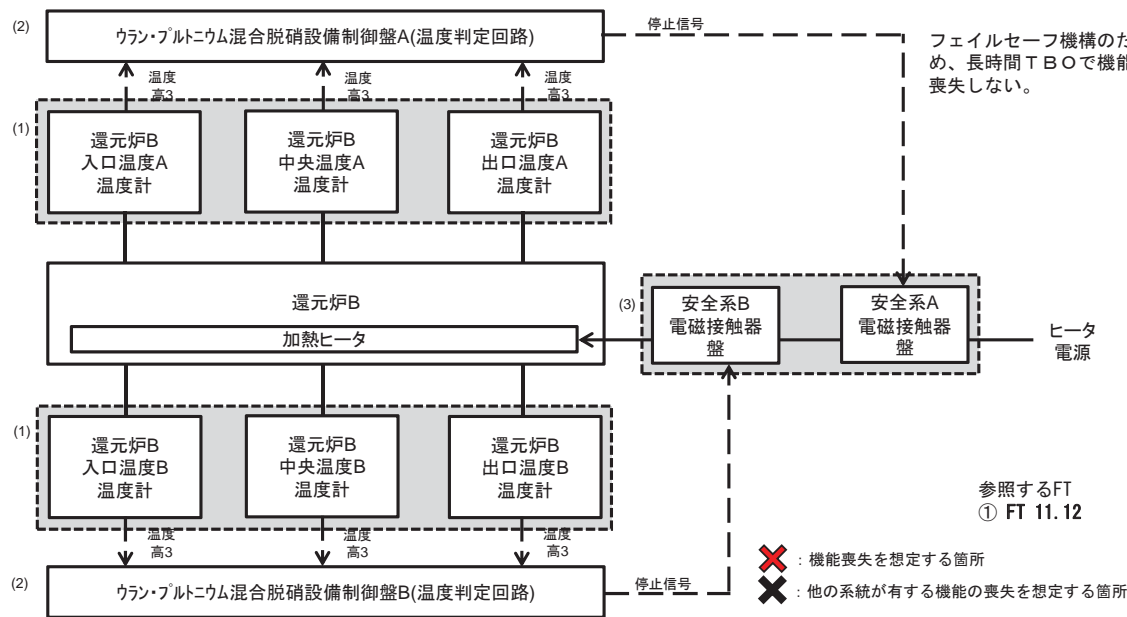 (2)
ウラン・プルトニウム混合脱硝設備制御盤A(温度判定回路)
停止信号
フェイルセーフ機構のた
め、長時間TBOで機能
喪失しない。
温度
高3
温度
高3
温度
高3
(1)
還元炉B
入口温度A
温度計
還元炉B
中央温度A
温度計
還元炉B
出口温度A
温度計
還元炉B
加熱ヒータ
(3)
安全系B
電磁接触器
盤
安全系A
電磁接触器
盤
ヒータ
電源
(1)
還元炉B
入口温度B
温度計
還元炉B
中央温度B
温度計
還元炉B
出口温度B
温度計
温度
高3
温度
高3
温度
高3
(2)
ウラン・プルトニウム混合脱硝設備制御盤B(温度判定回路)
停止信号
参照するFT
① FT 11.12
:機能喪失を想定する箇所
:他の系統が有する機能の喪失を想定する箇所